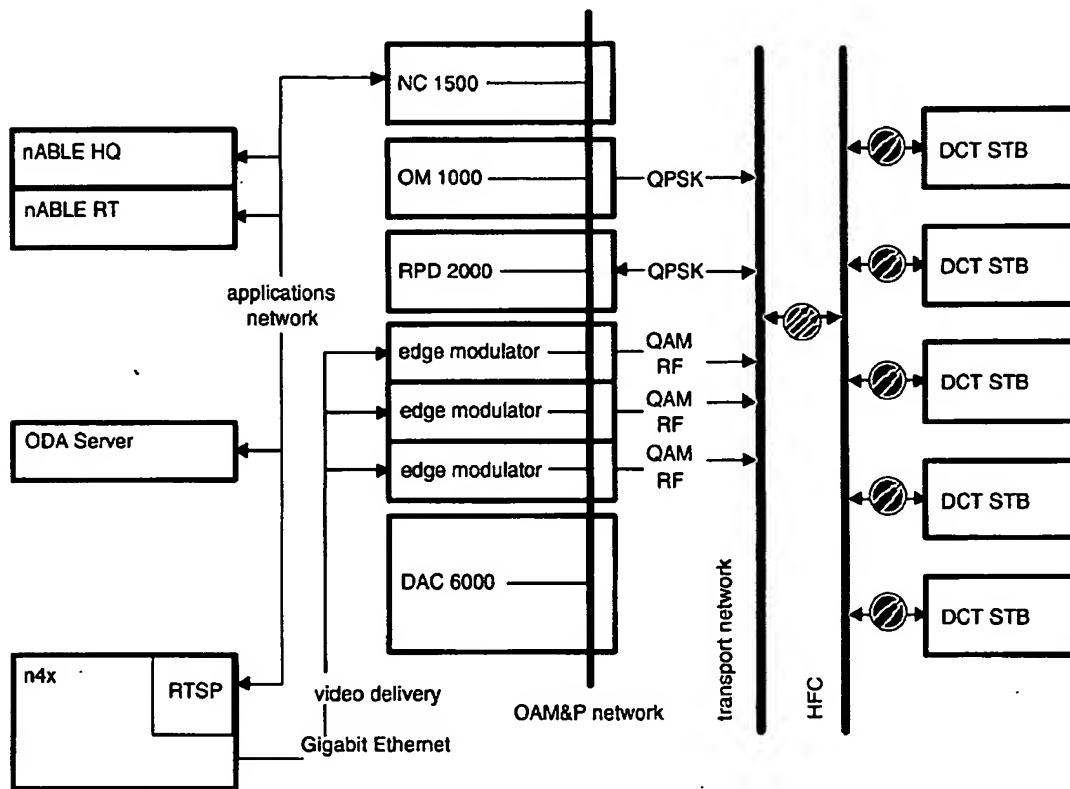 NC 1500
nABLE HQ
nABLE RT
OM 1000
QPSK
RPD 2000
QPSK
applications
network
edge modulator
QAM
RF
edge modulator
QAM
RF
edge modulator
QAM
RF
ODA Server
DAC 6000
n4x
RTSP
video delivery
Gigabit Ethernet
OAM&P network
transport network
HFC
DCT STB
DCT STB
DCT STB
DCT STB
DCT STB